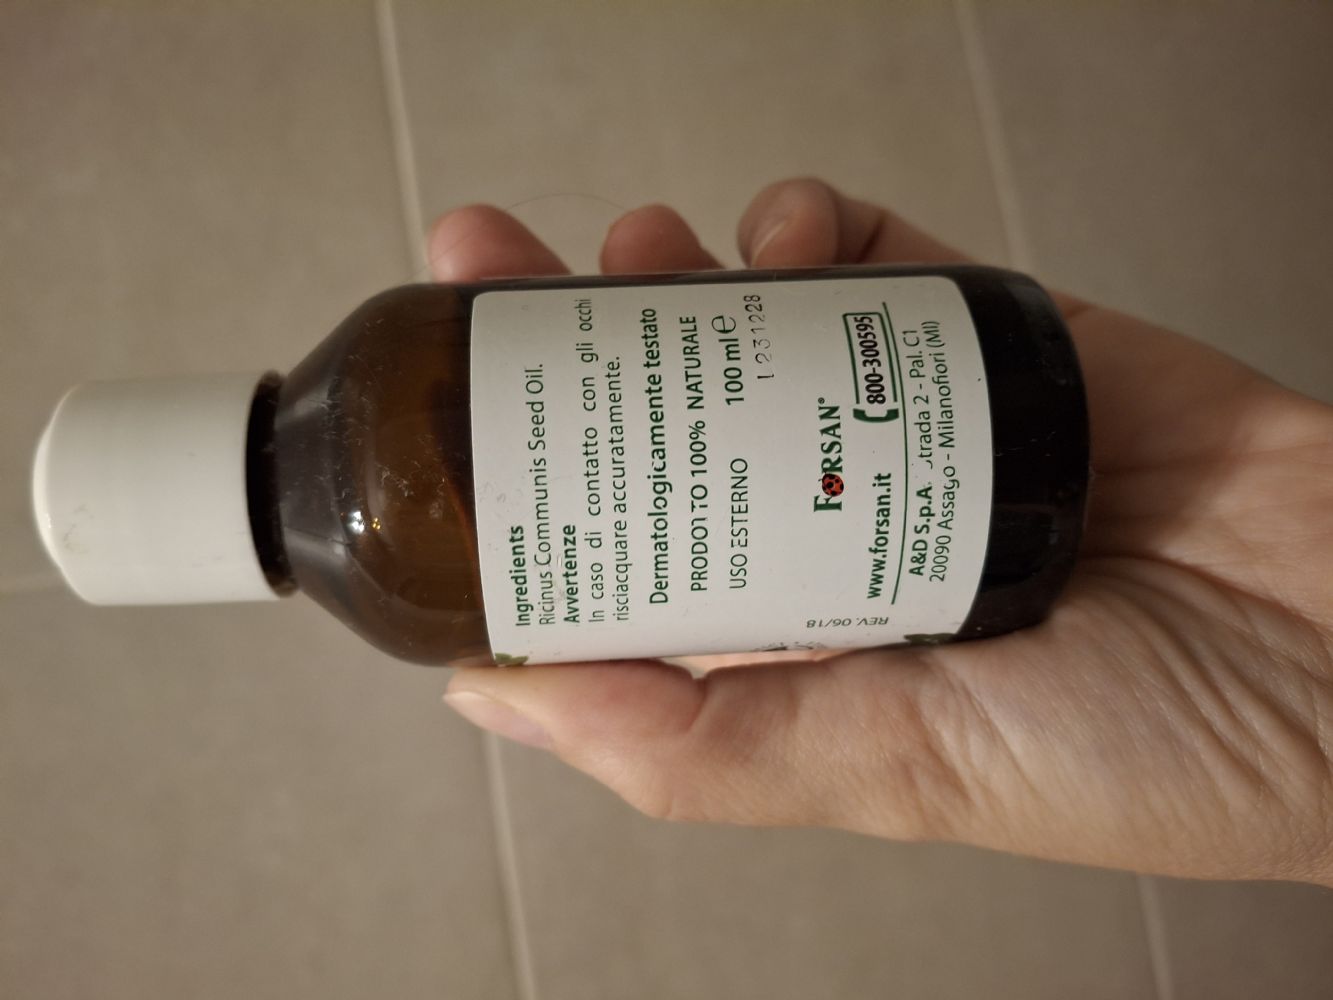 Ingredients
Ricinus Communis Seed Oil.
Avvertenze
In caso di contatto con gli occhi
risciacquare accuratamente.
Dermatologicamente testato
PRODOTTO 100% NATURALE
USO ESTERNO 100 ml ℮
L231228
FORSAN®
www.forsan.it 800-300595
A&D S.p.A. Strada 2 - Pal. C1
20090 Assago - Milanofiori (MI)
REV. 06/18